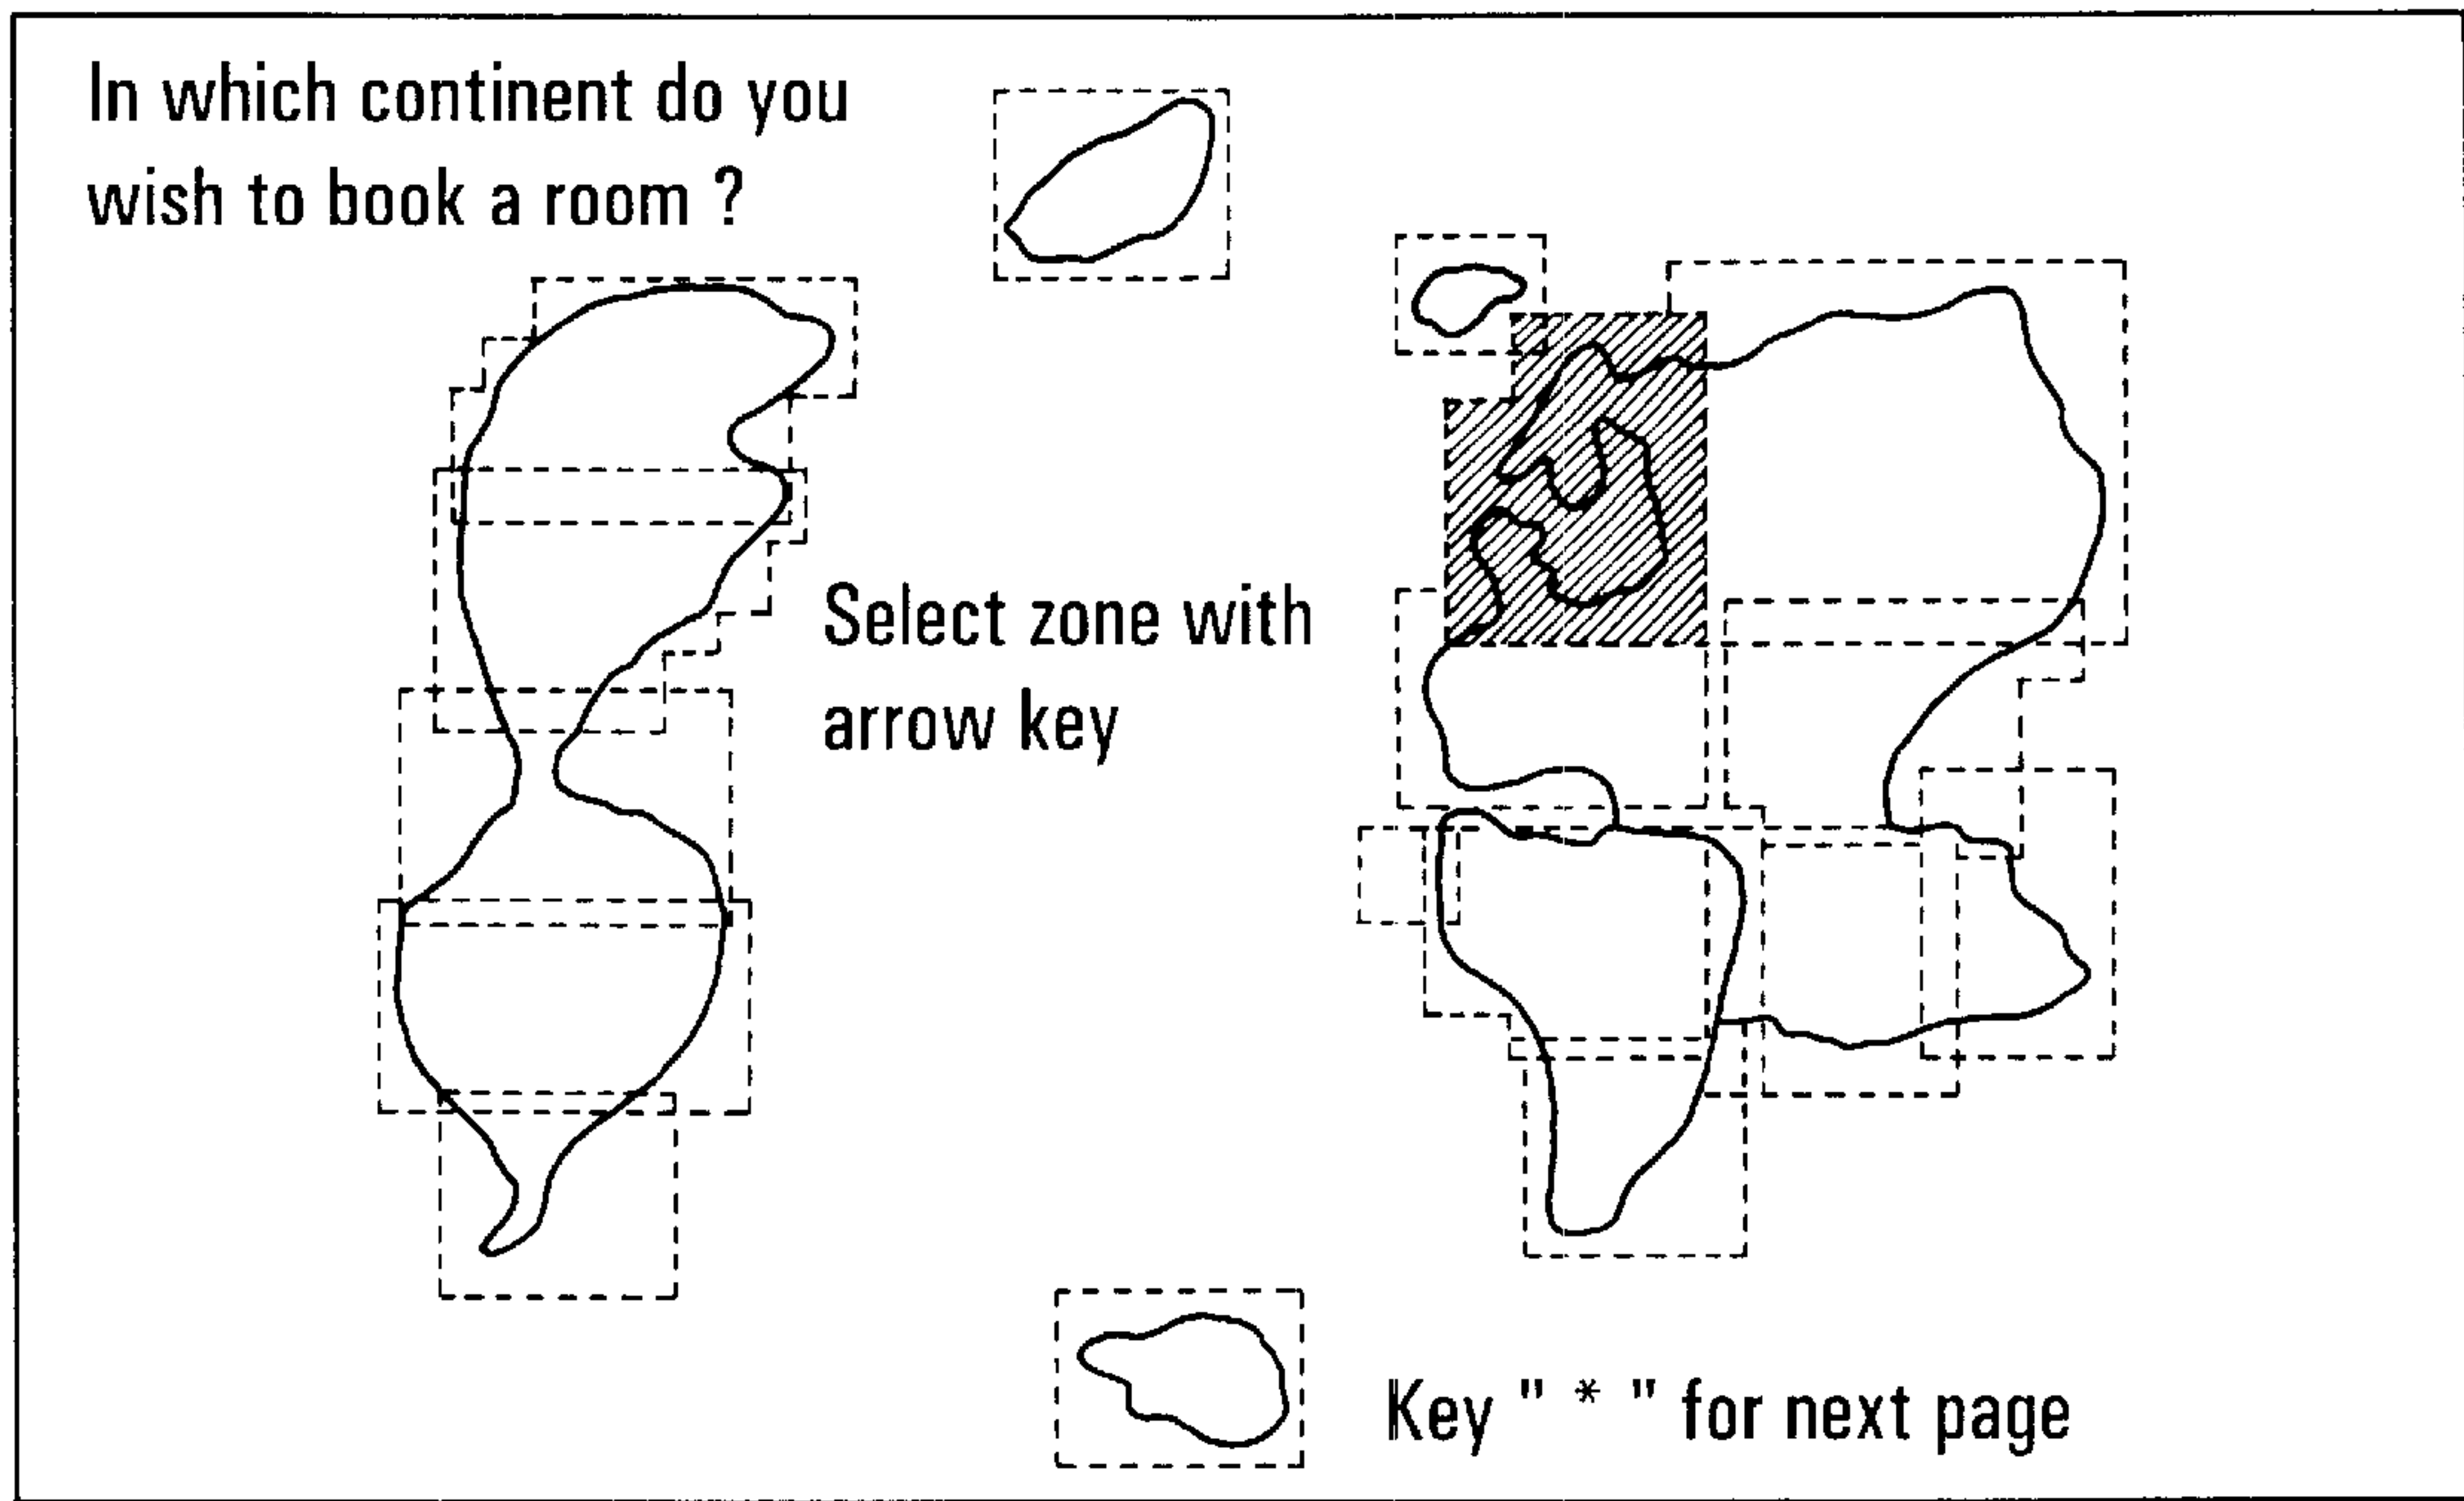 In which continent do you
wish to book a room ?
Select zone with
arrow key
Key " * " for next page